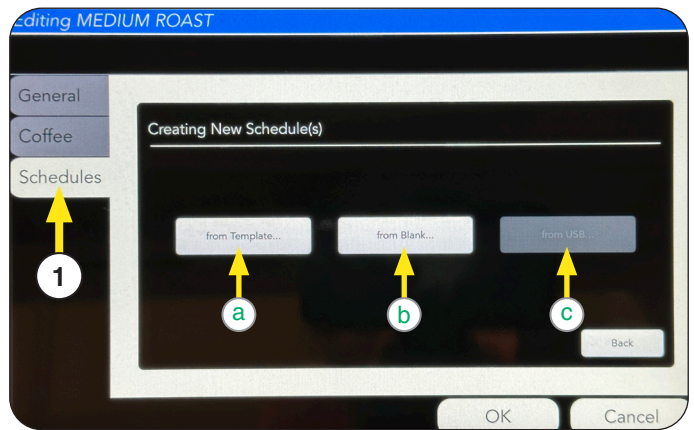 Editing MEDIUM ROAST
General
Coffee
Schedules
Creating New Schedule(s)
from Template...
from Blank...
from USB...
1
a
b
c
Back
OK
Cancel